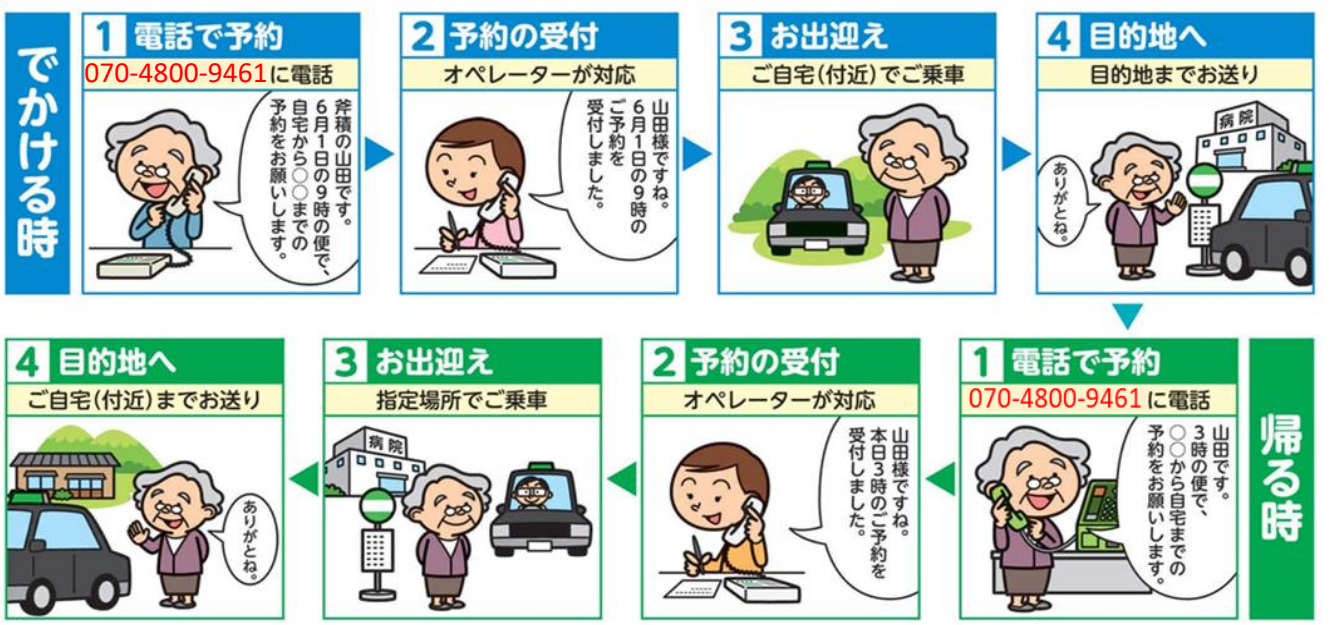 でかける時
1 電話で予約
070-4800-9461に電話
斧積の山田です。
6月1日の9時の便で、
自宅から○○までの
予約をお願いします。
2 予約の受付
オペレーターが対応
山田様ですね。
6月1日の9時の
ご予約を
受付しました。
3 お出迎え
ご自宅(付近)でご乗車
4 目的地へ
目的地までお送り
病院
ありがとね。
帰る時
1 電話で予約
070-4800-9461に電話
山田です。
3時の便で、
○○から自宅までの
予約をお願いします。
2 予約の受付
オペレーターが対応
山田様ですね。
本日3時のご予約を
受付しました。
3 お出迎え
指定場所でご乗車
病院
4 目的地へ
ご自宅(付近)までお送り
ありがとね。